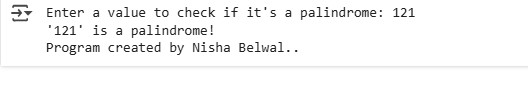 Enter a value to check if it's a palindrome: 121
'121' is a palindrome!
Program created by Nisha Belwal..